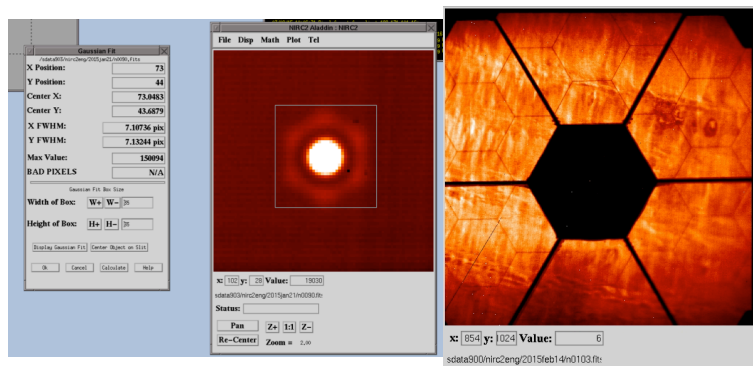 Gaussian Fit
/sdata903/nirc2eng/2015jan21/n0090.fits
X Position: 73
Y Position: 44
Center X: 73.0483
Center Y: 43.6879
X FWHM: 7.10736 pix
Y FWHM: 7.13244 pix
Max Value: 150094
BAD PIXELS N/A
Gaussian Fit Box Size
Width of Box: W+ W- 35
Height of Box: H+ H- 35
Display Gaussian Fit Center Object on Slit
Ok Cancel Calculate Help
NIRC2 Aladdin : NIRC2
File Disp Math Plot Tel
x: 102 y: 28 Value: 19030
sdata903/nirc2eng/2015jan21/n0090.fits
Status:
Pan Z+ 1:1 Z-
Re-Center Zoom = 2.00
x: 854 y: 1024 Value: 6
sdata900/nirc2eng/2015feb14/n0103.fits